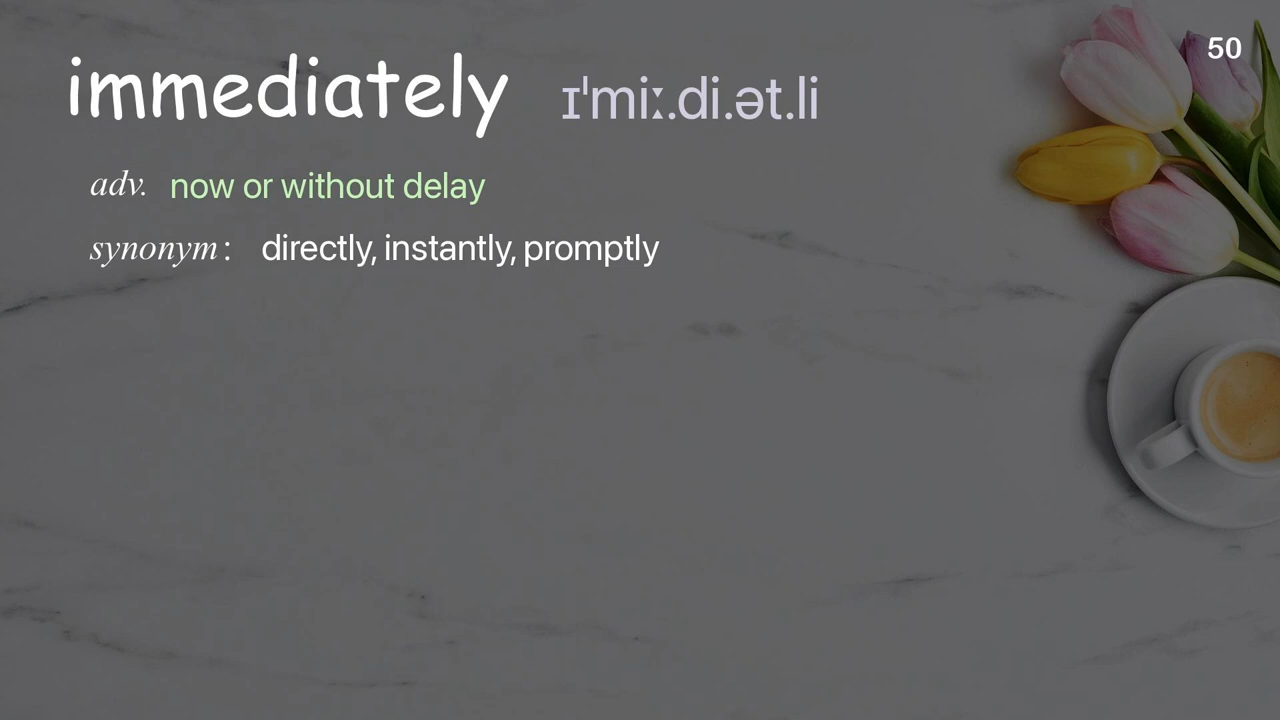 50
immediately ɪˈmiː.di.ət.li
adv. now or without delay
synonym: directly, instantly, promptly